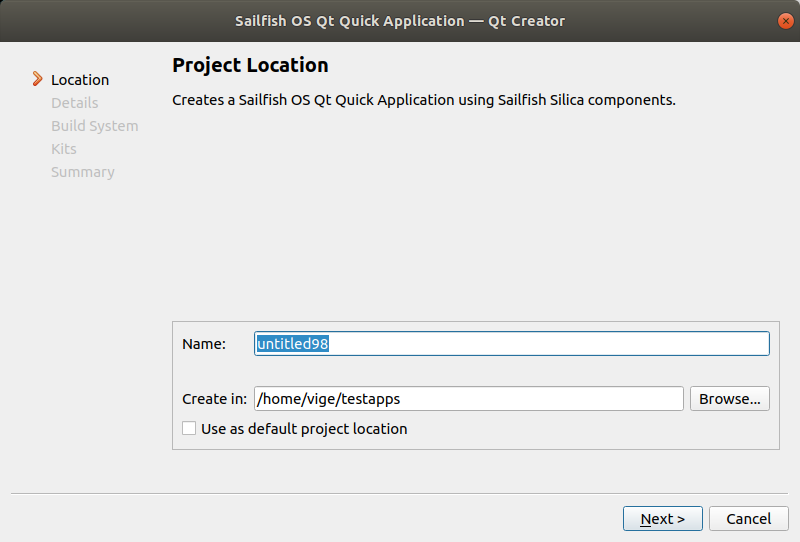 Sailfish OS Qt Quick Application — Qt Creator
Location
Details
Build System
Kits
Summary
Project Location
Creates a Sailfish OS Qt Quick Application using Sailfish Silica components.
Name: untitled98
Create in: /home/vige/testapps Browse...
Use as default project location
Next > Cancel